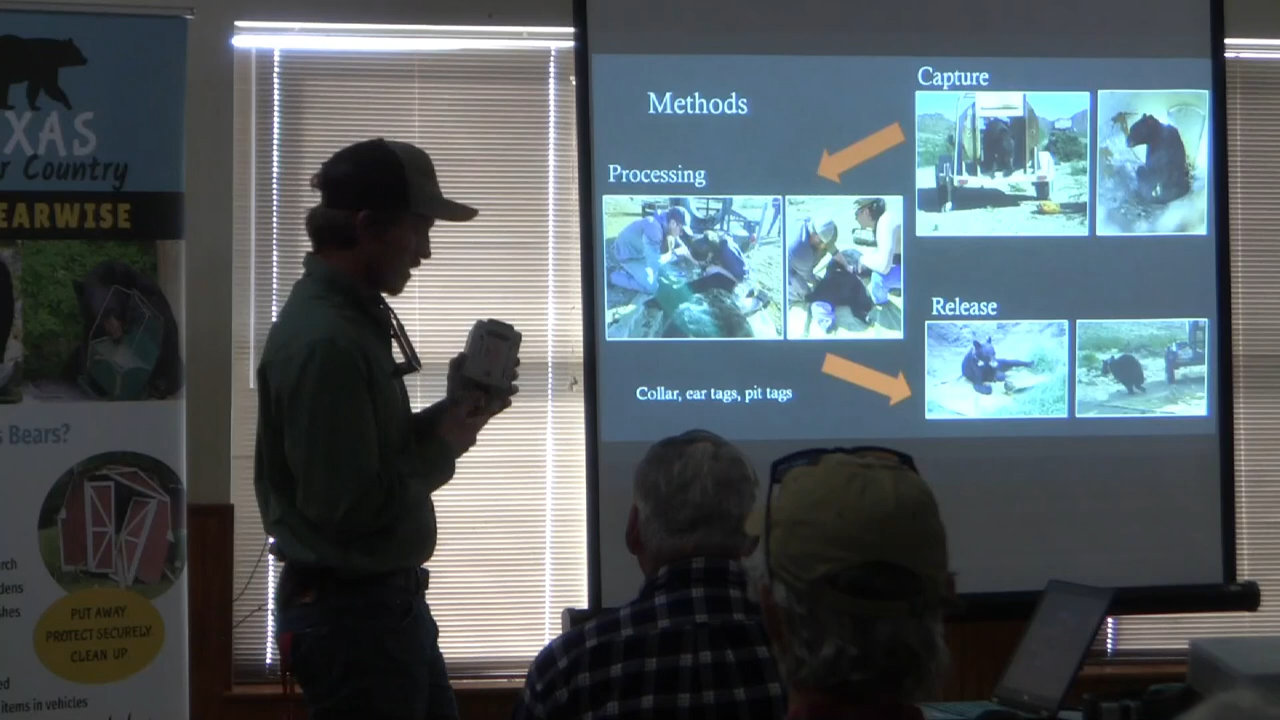 XAS
r Country
EARWISE
s Bears?
rch
dens
shes
PUT AWAY
PROTECT SECURELY.
CLEAN UP.
ed
items in vehicles
Methods
Capture
Processing
Release
Collar, ear tags, pit tags